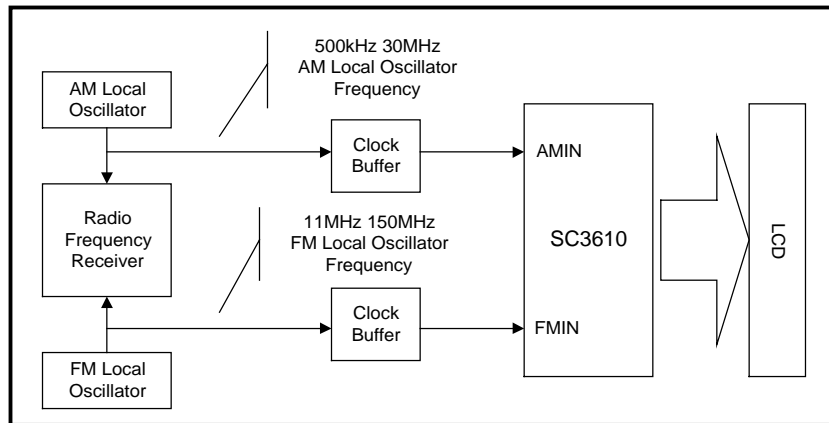 500kHz 30MHz
AM Local Oscillator
Frequency
AM Local
Oscillator
Clock
Buffer
AMIN
Radio
Frequency
Receiver
11MHz 150MHz
FM Local Oscillator
Frequency
SC3610
LCD
Clock
Buffer
FMIN
FM Local
Oscillator